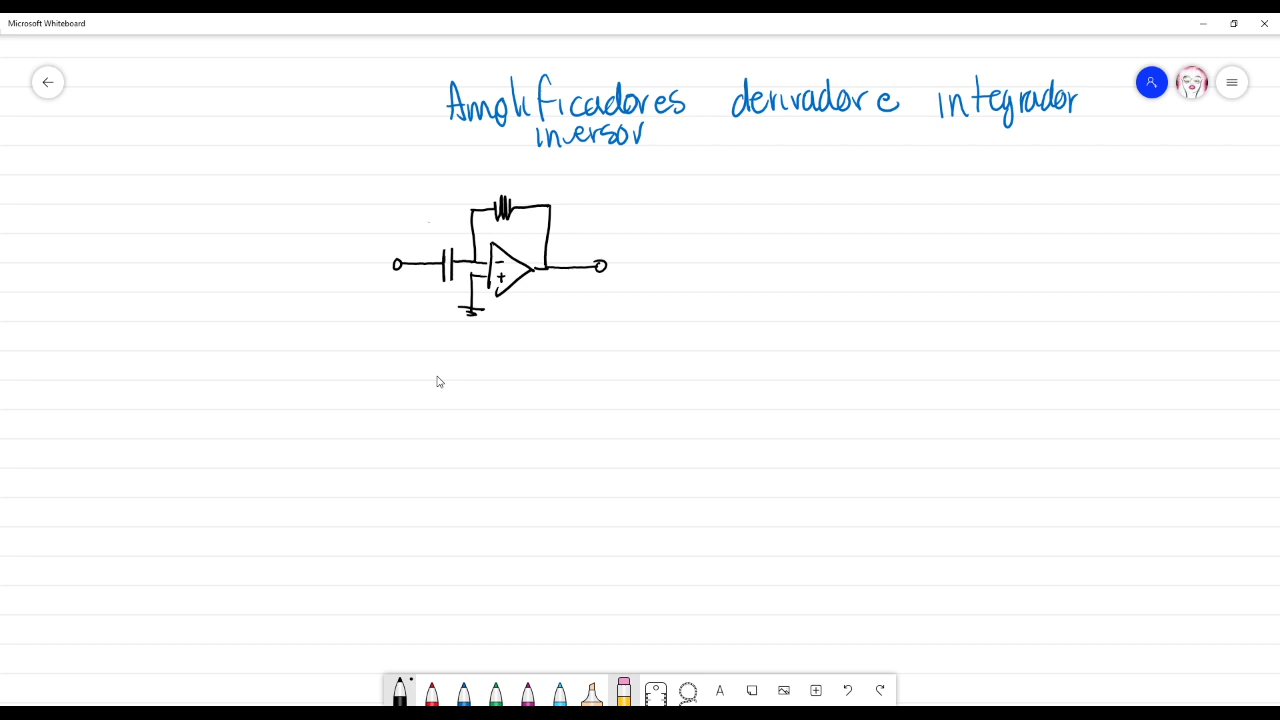 Microsoft Whiteboard
Amplificadores derivador e integrador
inversor
-
+
A